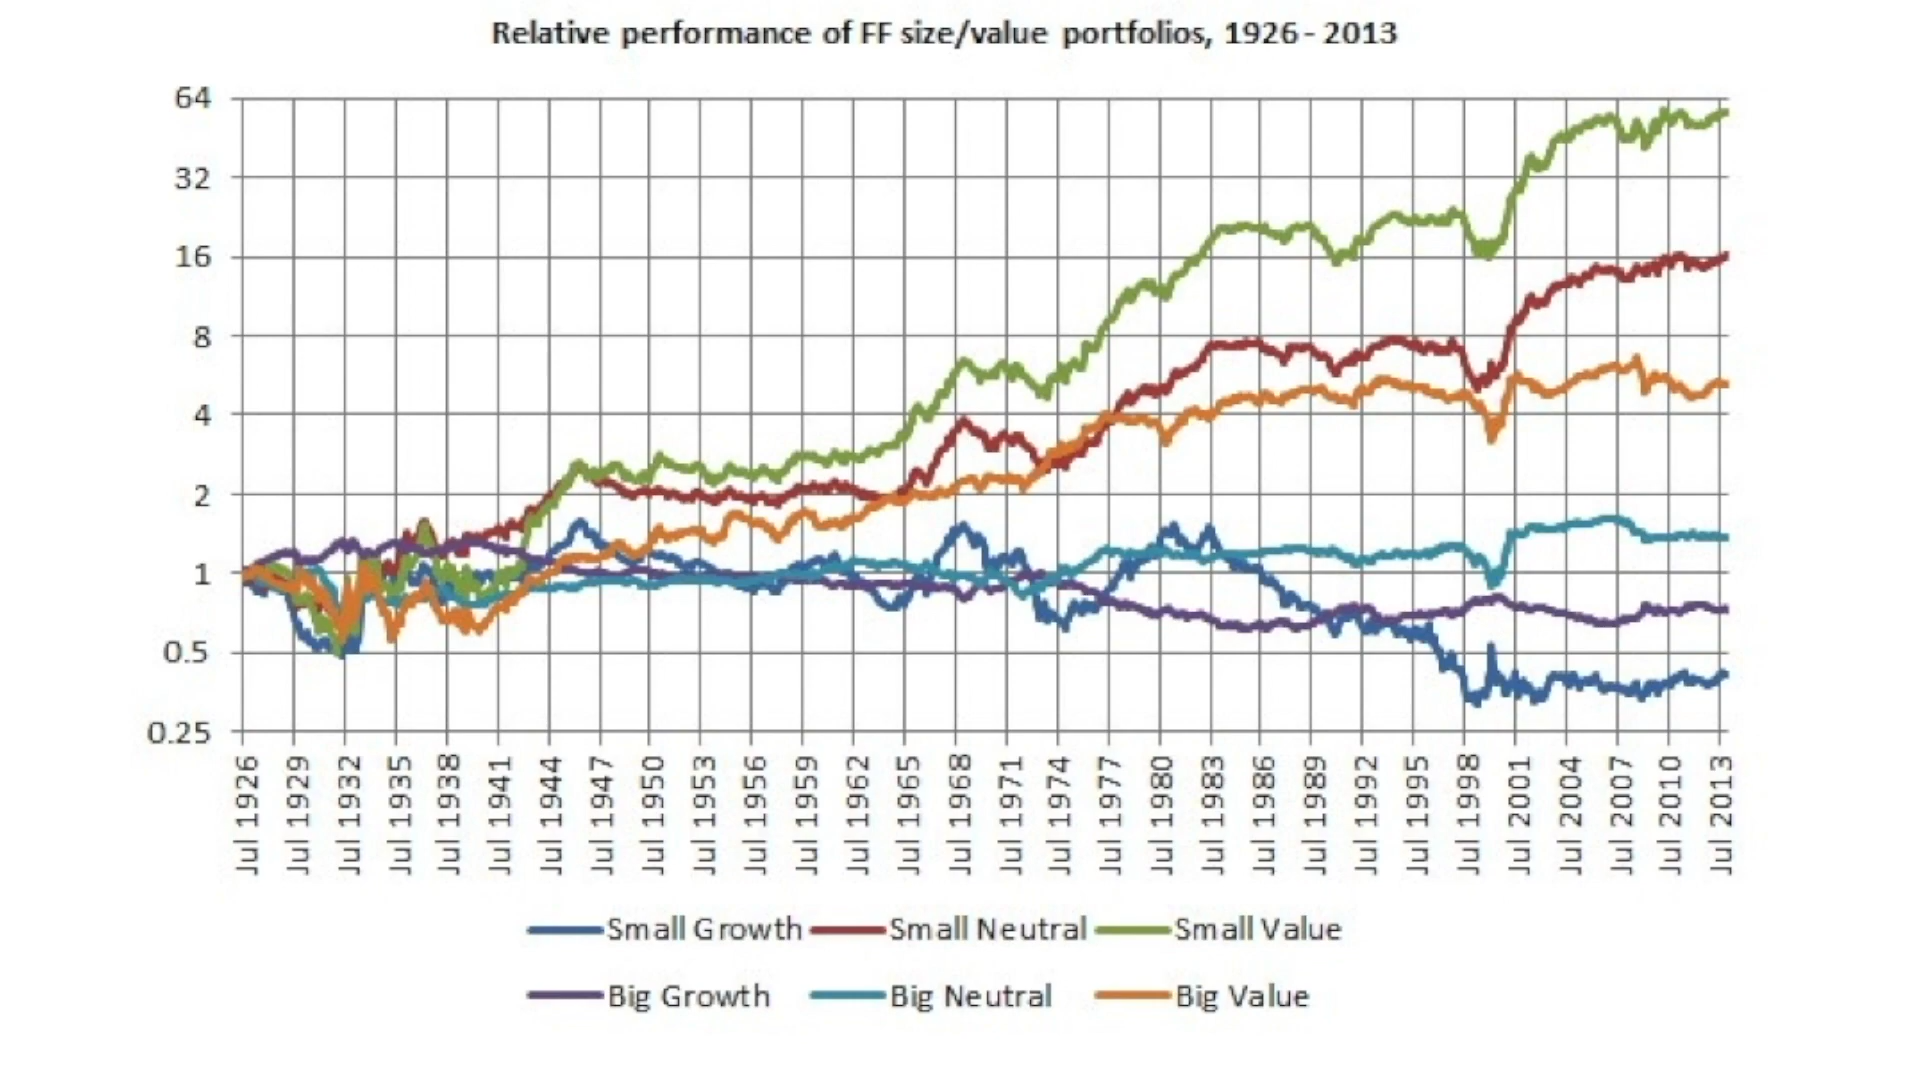 Relative performance of FF size/value portfolios, 1926 - 2013
64
32
16
8
4
2
1
0.5
0.25
Jul 1926
Jul 1929
Jul 1932
Jul 1935
Jul 1938
Jul 1941
Jul 1944
Jul 1947
Jul 1950
Jul 1953
Jul 1956
Jul 1959
Jul 1962
Jul 1965
Jul 1968
Jul 1971
Jul 1974
Jul 1977
Jul 1980
Jul 1983
Jul 1986
Jul 1989
Jul 1992
Jul 1995
Jul 1998
Jul 2001
Jul 2004
Jul 2007
Jul 2010
Jul 2013
Small Growth Small Neutral Small Value
Big Growth Big Neutral Big Value